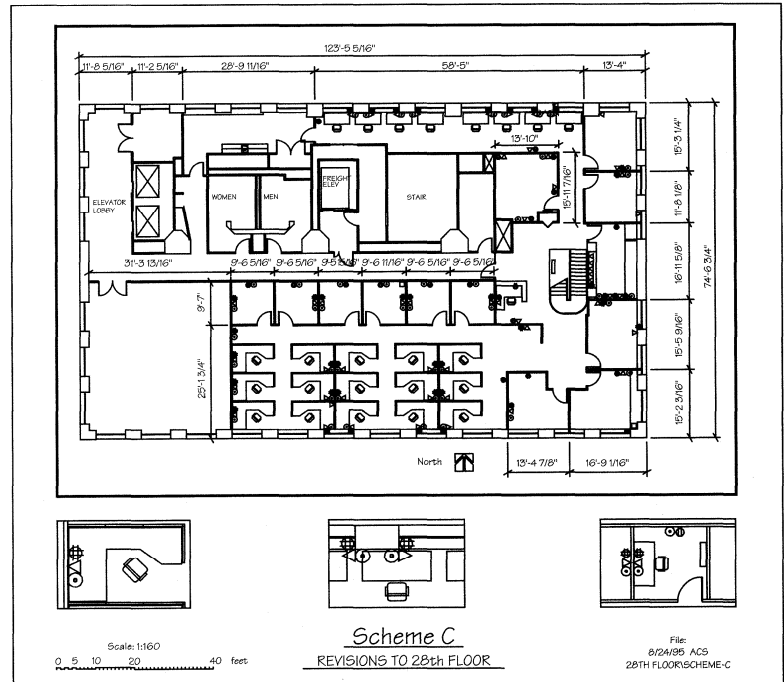 123'-5 5/16"
11'-8 5/16" 11'-2 5/16" 28'-9 11/16" 58'-5" 13'-4"
13'-10"
15'-3 1/4"
FREIGHT
ELEV
15'-11 7/16"
11'-8 1/8"
ELEVATOR
LOBBY
WOMEN MEN STAIR
31'-3 13/16" 9'-6 5/16" 9'-6 5/16" 9'-6 11/16" 9'-6 5/16" 9'-6 5/16"
16'-11 5/8"
74'-6 3/4"
9'-7"
15'-5 9/16"
25'-1 3/4"
15'-2 3/16"
North
13'-4 7/8" 16'-9 1/16"
Scale: 1:160
0 5 10 20 40 feet
Scheme C
REVISIONS TO 28th FLOOR
File:
8/24/95 ACS
28TH FLOOR\SCHEME-C